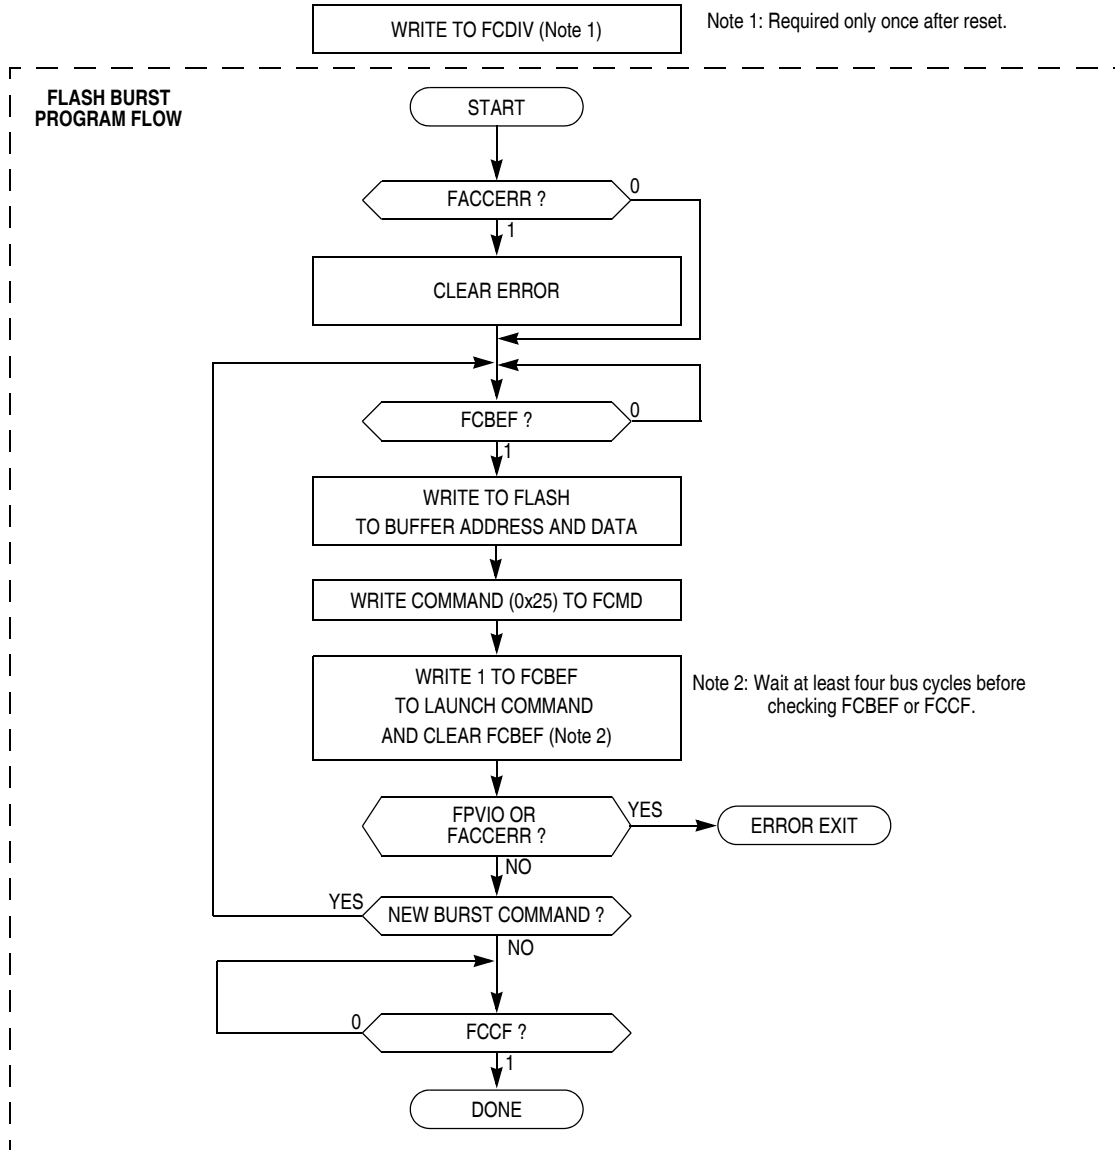 WRITE TO FCDIV (Note 1)
Note 1: Required only once after reset.
FLASH BURST
PROGRAM FLOW
START
FACCERR ?
0
1
CLEAR ERROR
FCBEF ?
0
1
WRITE TO FLASH
TO BUFFER ADDRESS AND DATA
WRITE COMMAND (0x25) TO FCMD
WRITE 1 TO FCBEF
TO LAUNCH COMMAND
AND CLEAR FCBEF (Note 2)
Note 2: Wait at least four bus cycles before
checking FCBEF or FCCF.
FPVIO OR
FACCERR ?
YES
ERROR EXIT
NO
YES
NEW BURST COMMAND ?
NO
0
FCCF ?
1
DONE